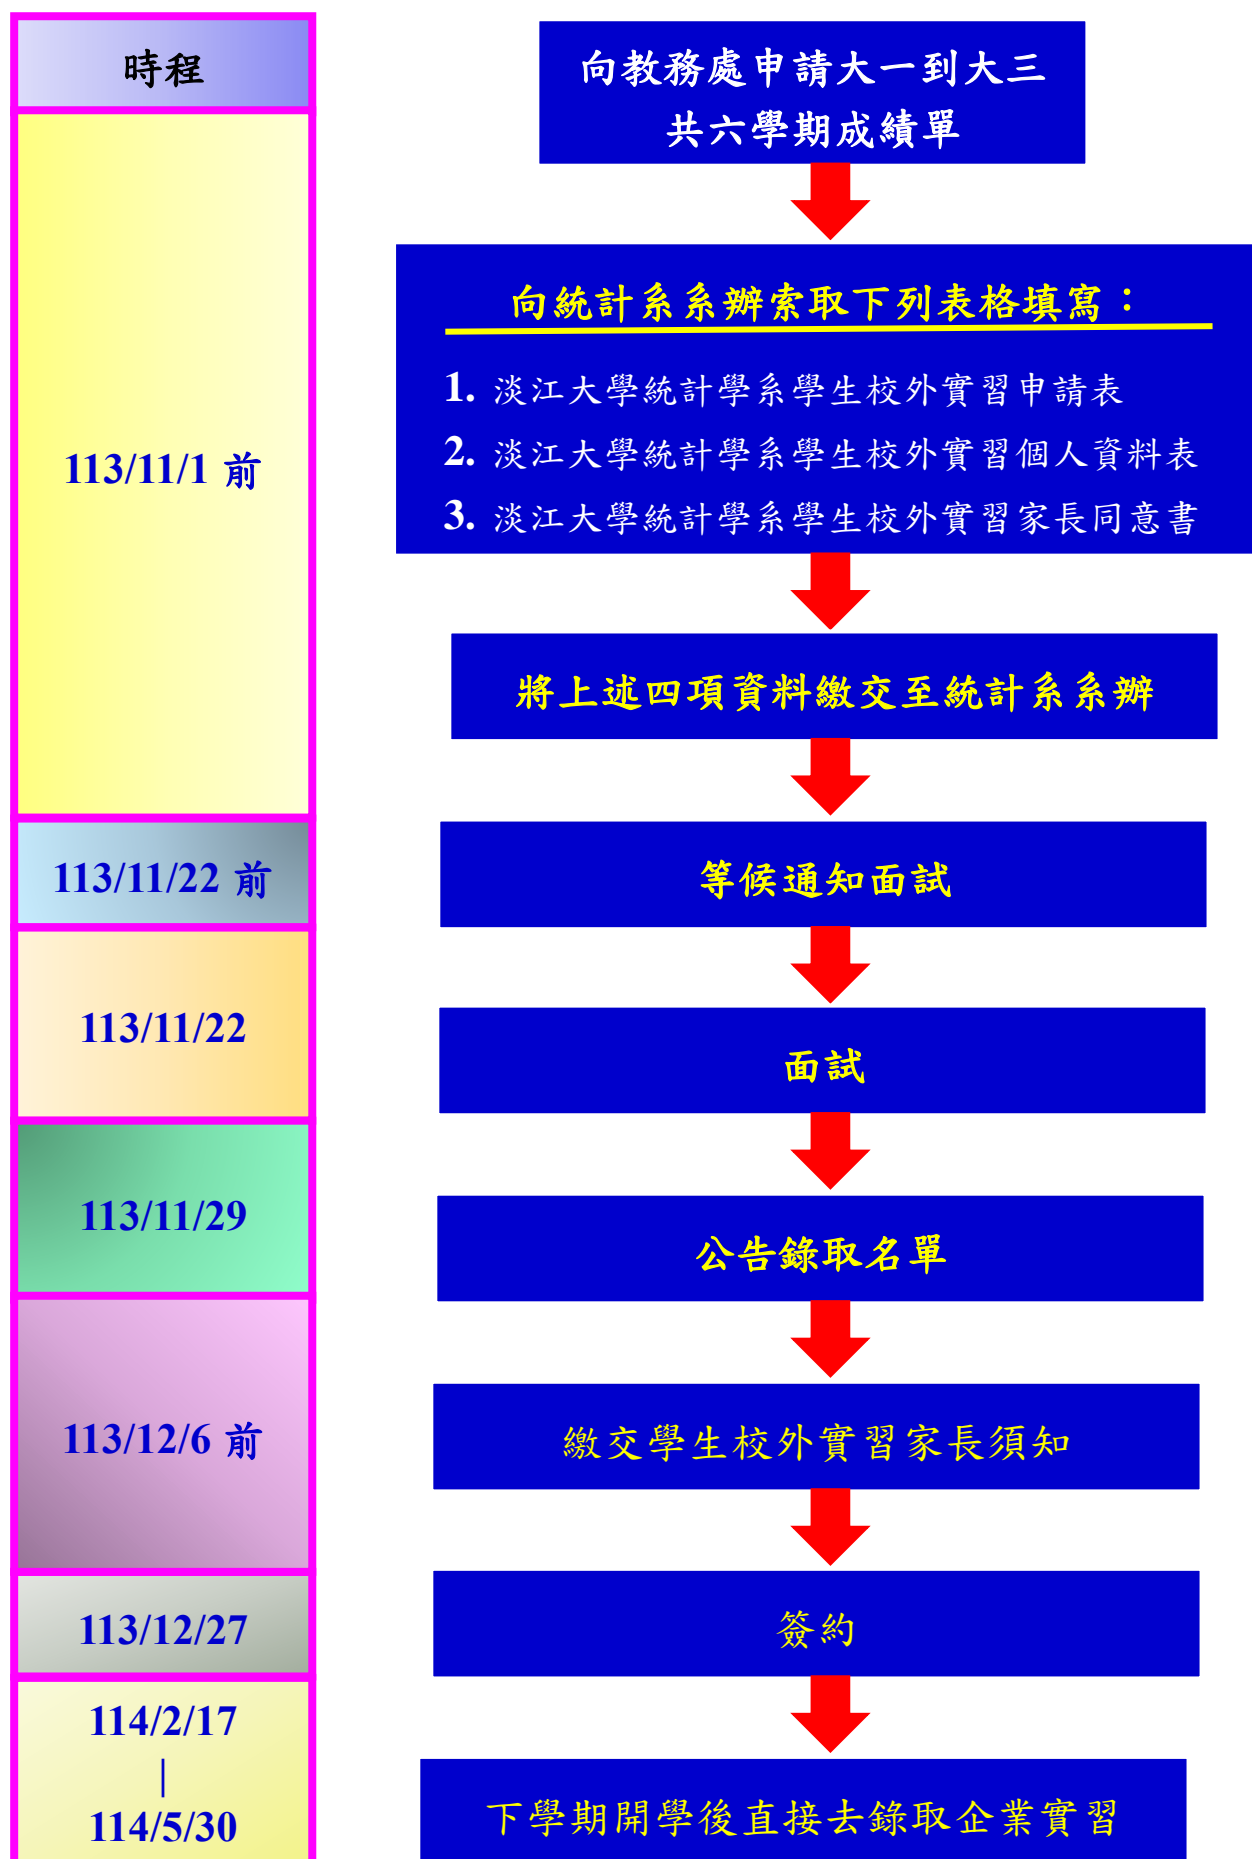 時程
向教務處申請大一到大三
共六學期成績單
113/11/1 前
向統計系系辦索取下列表格填寫：
1. 淡江大學統計學系學生校外實習申請表
2. 淡江大學統計學系學生校外實習個人資料表
3. 淡江大學統計學系學生校外實習家長同意書
將上述四項資料繳交至統計系系辦
113/11/22 前
等候通知面試
113/11/22
面試
113/11/29
公告錄取名單
113/12/6 前
繳交學生校外實習家長須知
113/12/27
簽約
114/2/17
|
114/5/30
下學期開學後直接去錄取企業實習